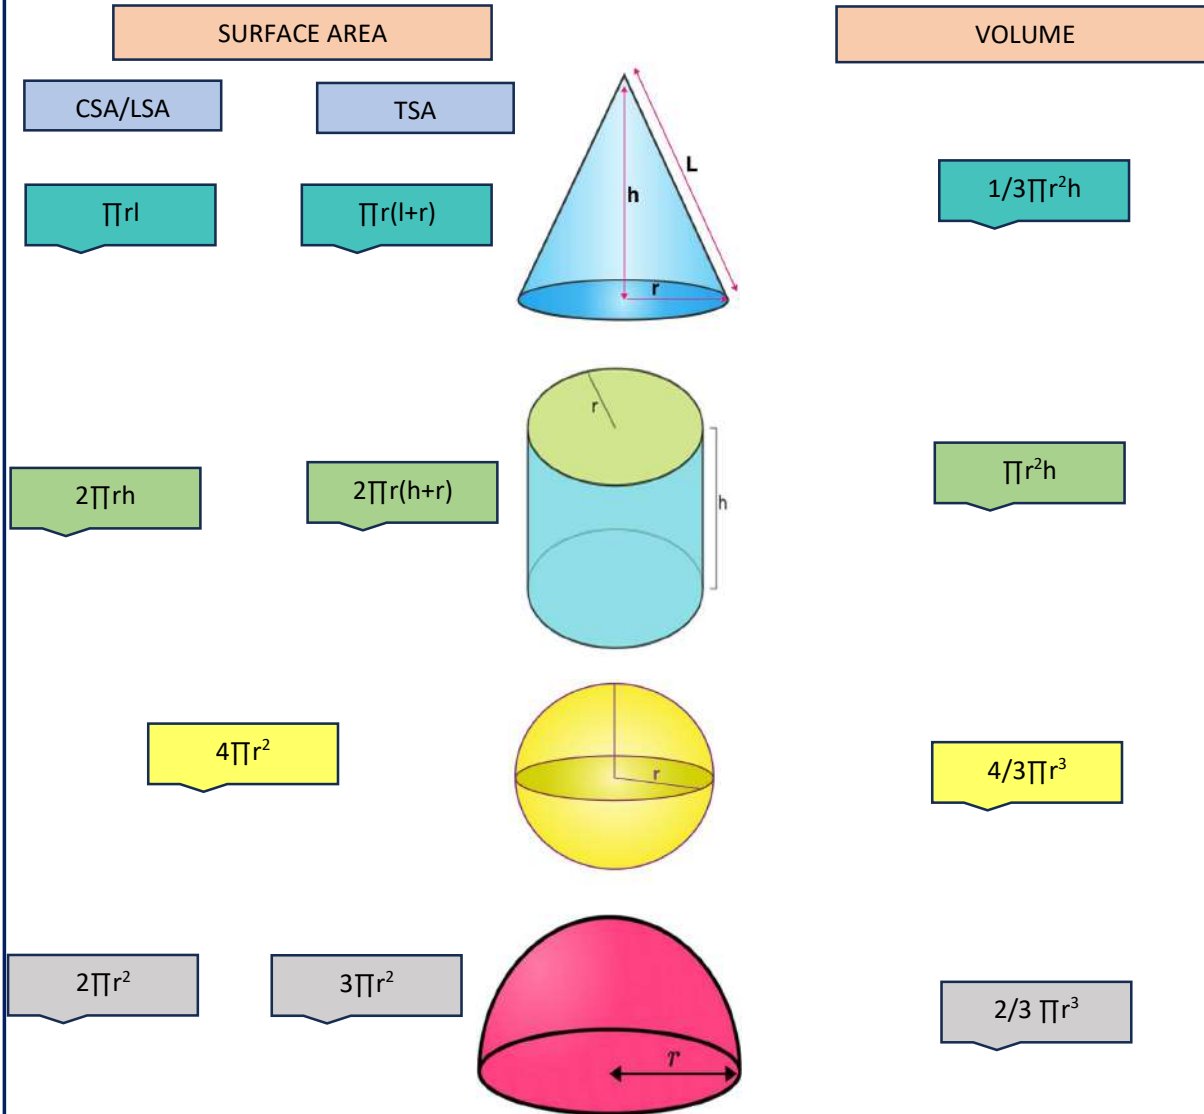 SURFACE AREA
VOLUME
CSA/LSA
TSA
L
h
r
∏rl
∏r(l+r)
1/3∏r²h
r
h
2∏rh
2∏r(h+r)
∏r²h
4∏r²
r
4/3∏r³
2∏r²
3∏r²
r
2/3 ∏r³